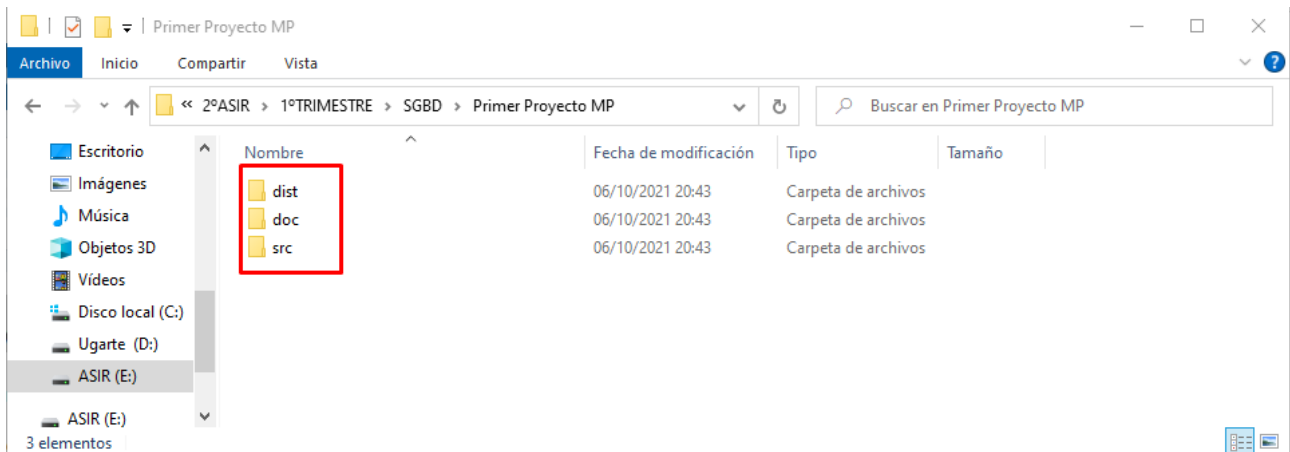 Primer Proyecto MP
Archivo Inicio Compartir Vista
« 2ºASIR > 1ºTRIMESTRE > SGBD > Primer Proyecto MP Buscar en Primer Proyecto MP
Escritorio Nombre Fecha de modificación Tipo Tamaño
Imágenes dist 06/10/2021 20:43 Carpeta de archivos
Música doc 06/10/2021 20:43 Carpeta de archivos
Objetos 3D src 06/10/2021 20:43 Carpeta de archivos
Vídeos
Disco local (C:)
Ugarte (D:)
ASIR (E:)
ASIR (E:)
3 elementos